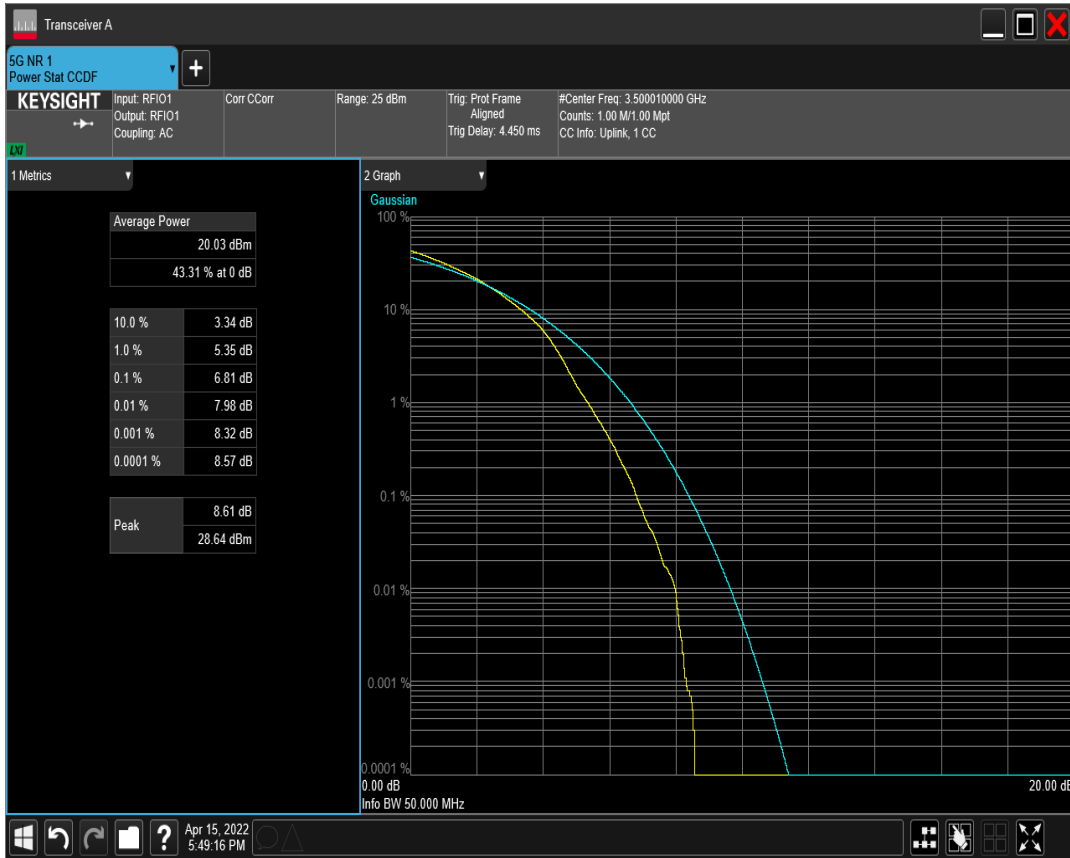 Transceiver A
5G NR 1
Power Stat CCDF
KEYSIGHT
LXI
Input: RFIO1
Output: RFIO1
Coupling: AC
Corr CCorr
Range: 25 dBm
Trig: Prot Frame
Aligned
Trig Delay: 4.450 ms
#Center Freq: 3.500010000 GHz
Counts: 1.00 M/1.00 Mpt
CC Info: Uplink, 1 CC
1 Metrics
Average Power
20.03 dBm
43.31 % at 0 dB
10.0 % 3.34 dB
1.0 % 5.35 dB
0.1 % 6.81 dB
0.01 % 7.98 dB
0.001 % 8.32 dB
0.0001 % 8.57 dB
Peak 8.61 dB
28.64 dBm
2 Graph
Gaussian
100 %
10 %
1 %
0.1 %
0.01 %
0.001 %
0.0001 %
0.00 dB 20.00 dB
Info BW 50.000 MHz
? Apr 15, 2022
5:49:16 PM